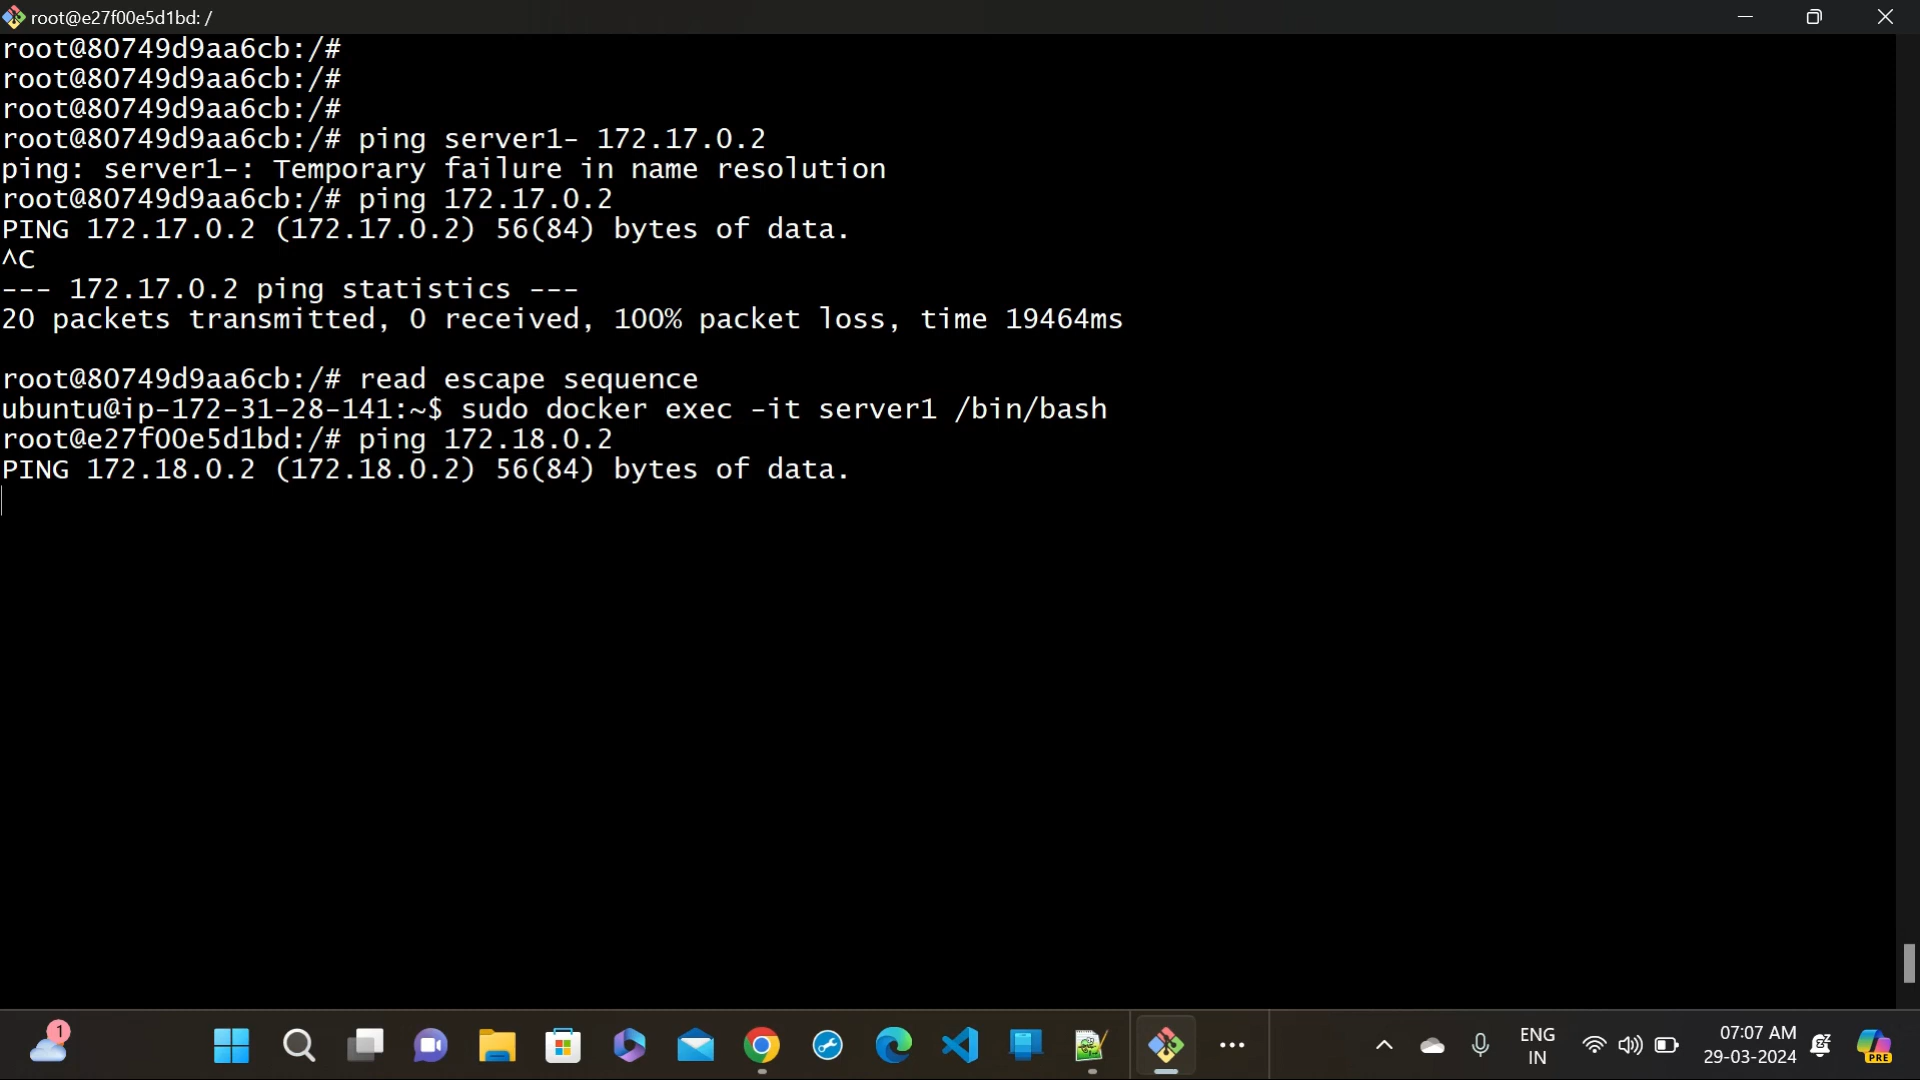 root@e27f00e5d1bd: /
root@80749d9aa6cb:/#
root@80749d9aa6cb:/#
root@80749d9aa6cb:/#
root@80749d9aa6cb:/# ping server1- 172.17.0.2
ping: server1-: Temporary failure in name resolution
root@80749d9aa6cb:/# ping 172.17.0.2
PING 172.17.0.2 (172.17.0.2) 56(84) bytes of data.
^C
--- 172.17.0.2 ping statistics ---
20 packets transmitted, 0 received, 100% packet loss, time 19464ms
root@80749d9aa6cb:/# read escape sequence
ubuntu@ip-172-31-28-141:~$ sudo docker exec -it server1 /bin/bash
root@e27f00e5d1bd:/# ping 172.18.0.2
PING 172.18.0.2 (172.18.0.2) 56(84) bytes of data.
1
ENG
IN
07:07 AM
29-03-2024
PRE